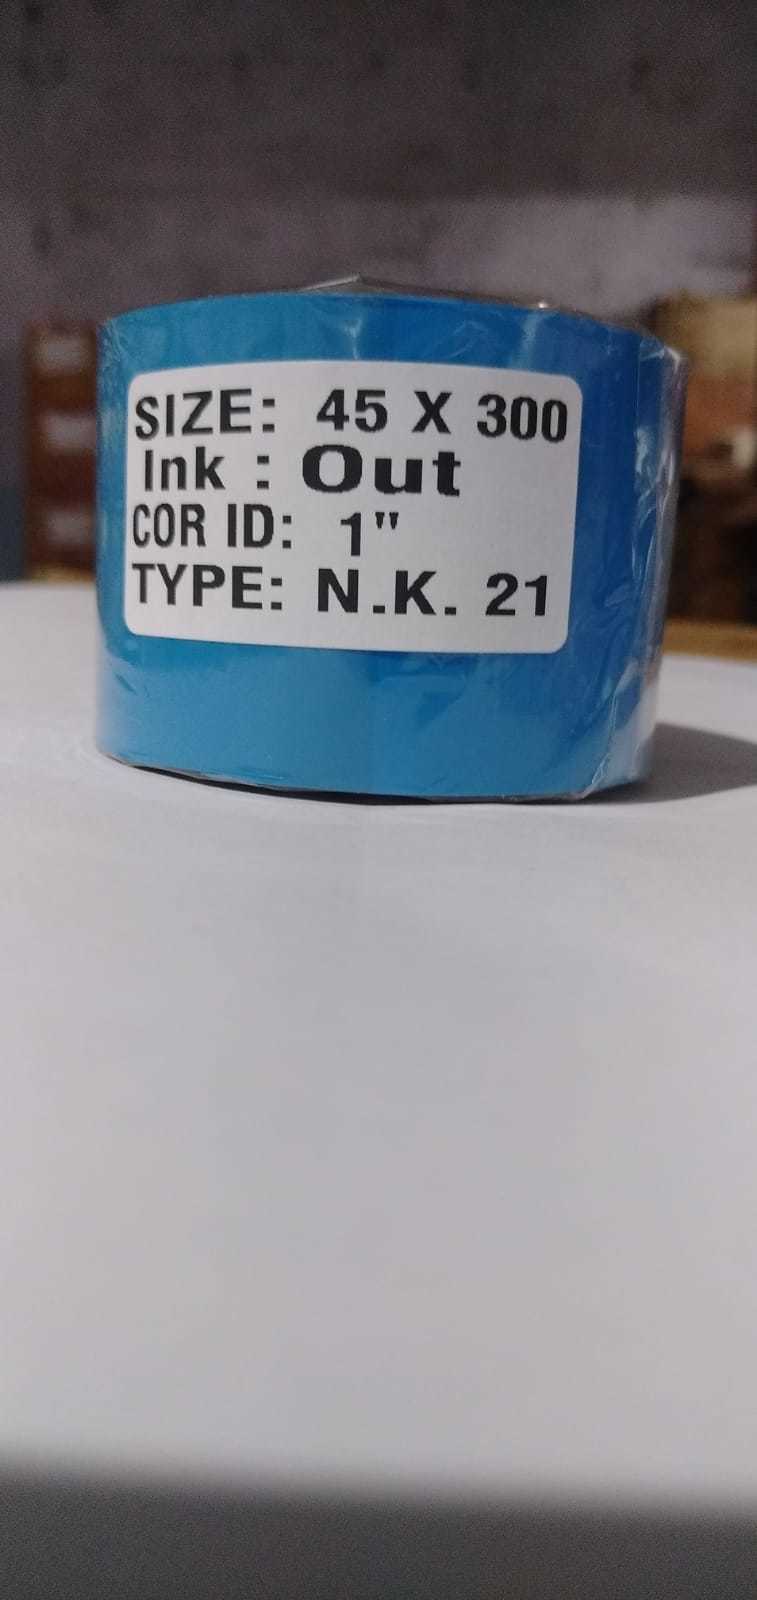 SIZE: 45 X 300
Ink : Out
COR ID: 1"
TYPE: N.K. 21